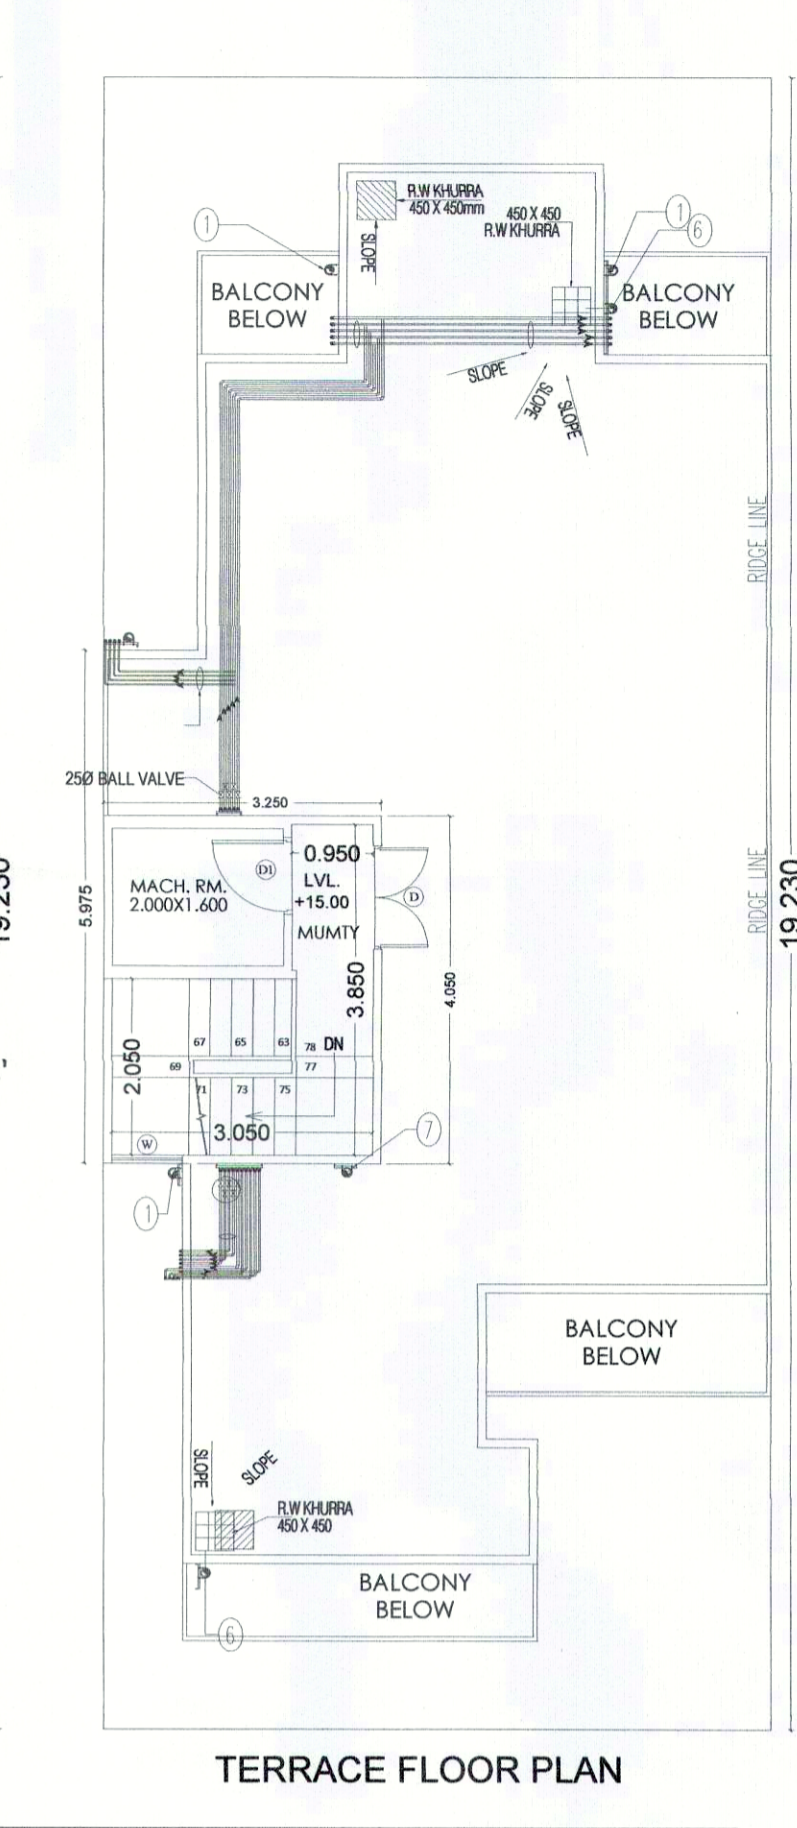 R.W KHURRA
450 X 450mm
450 X 450
R.W KHURRA
1
1
6
SLOPE
BALCONY
BELOW
BALCONY
BELOW
SLOPE
SLOPE
SLOPE
RIDGE LINE
25Ø BALL VALVE
3.250
0.950
D1
LVL.
+15.00
MACH. RM.
2.000X1.600
MUMTY
D
RIDGE LINE
19.230
19.230
5.975
3.850
4.050
2.050
67
65
63
78 DN
69
77
71
73
75
3.050
W
7
1
BALCONY
BELOW
SLOPE
SLOPE
R.W KHURRA
450 X 450
BALCONY
BELOW
6
TERRACE FLOOR PLAN